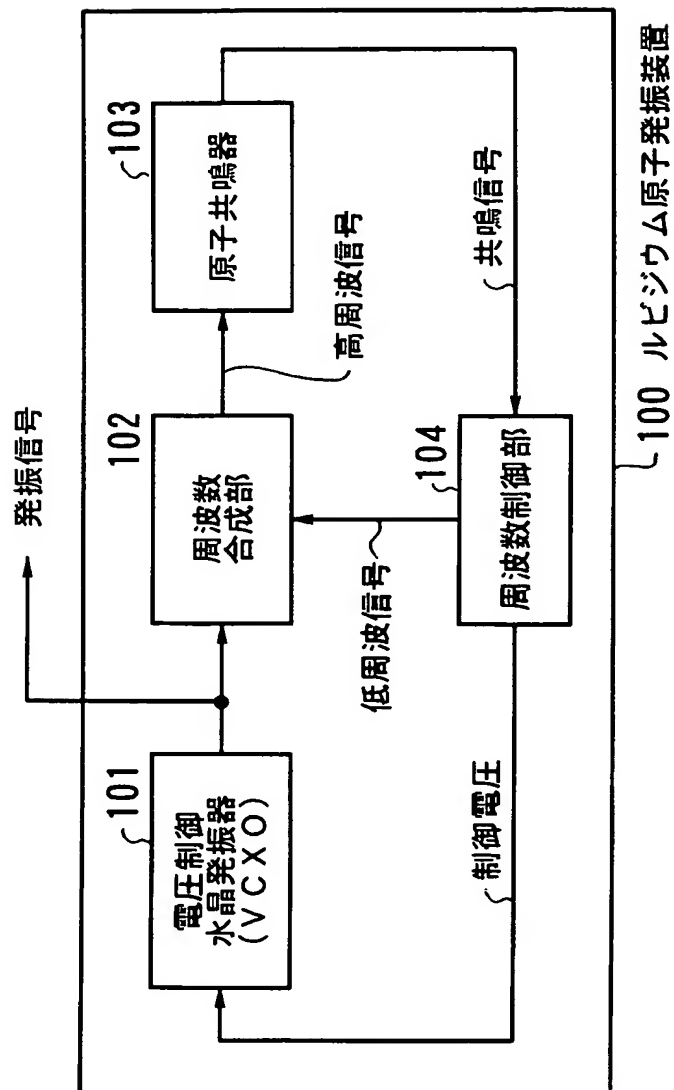 発振信号
101
電圧制御
水晶発振器
(VCXO)
102
周波数
合成部
103
原子共鳴器
高周波信号
低周波信号
104
周波数制御部
共鳴信号
制御電圧
100 ルビジウム原子発振装置